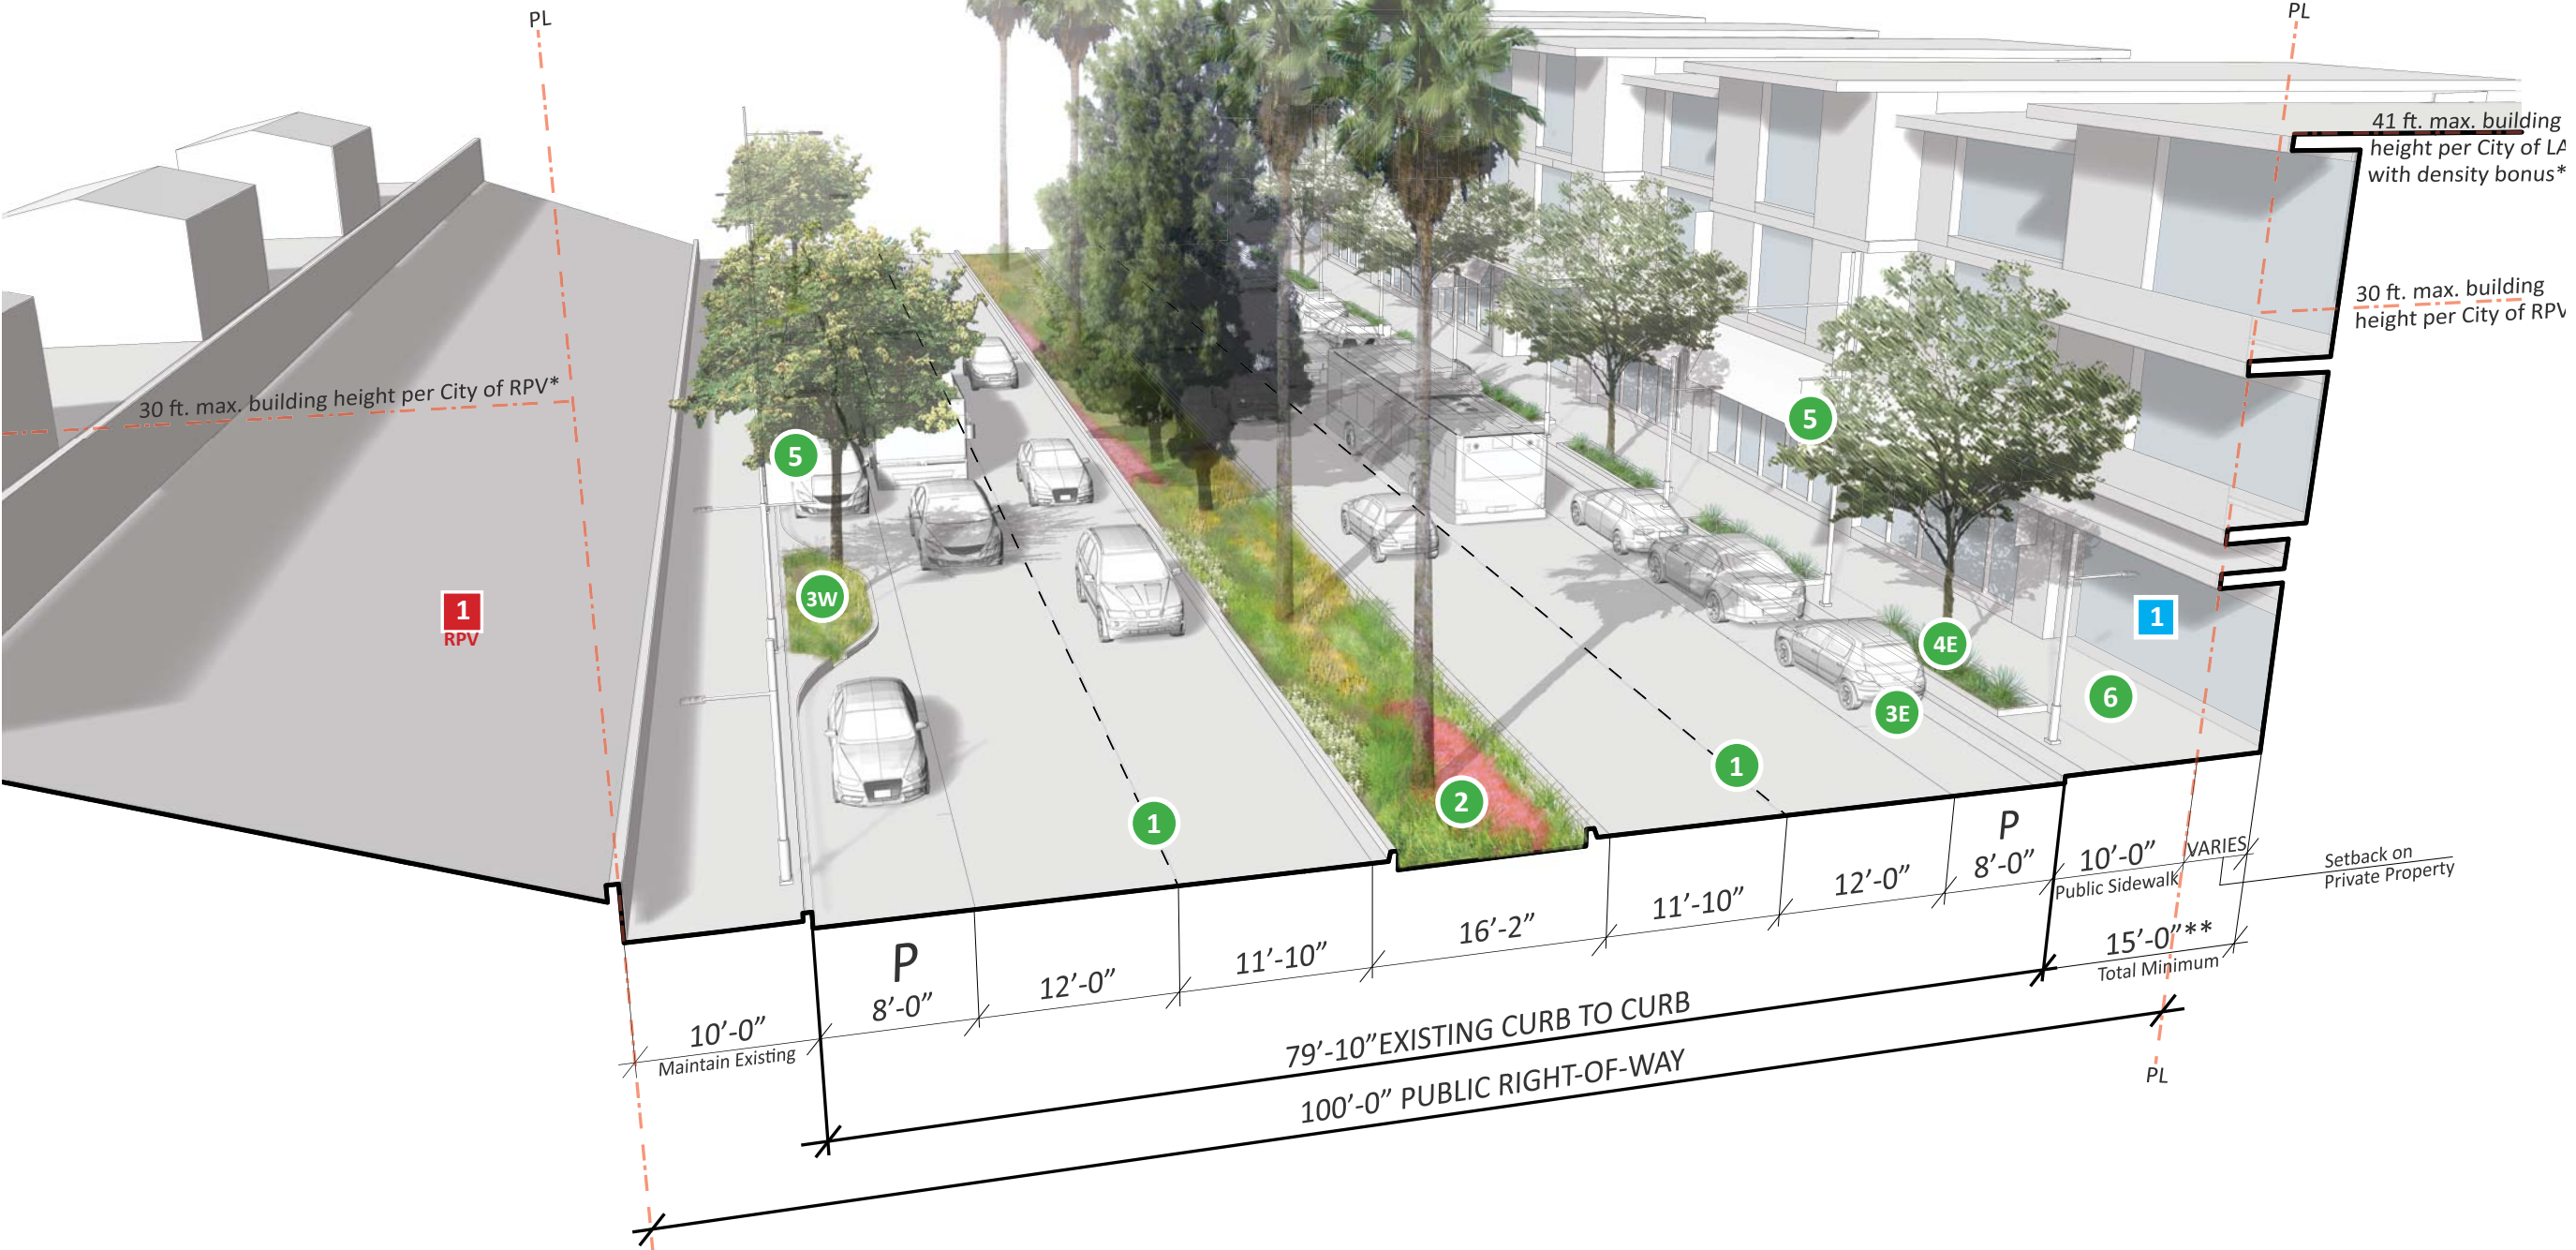 PL
PL
41 ft. max. building
height per City of LA
with density bonus*
30 ft. max. building
height per City of RPV
30 ft. max. building height per City of RPV*
5
5
3W
1
RPV
1
4E
6
3E
1
2
1
P
8’-0”
10’-0”
Public Sidewalk
VARIES
Setback on
Private Property
12’-0”
11’-10”
16’-2”
11’-10”
12’-0”
P
8’-0”
10’-0”
Maintain Existing
15’-0”**
Total Minimum
79’-10”EXISTING CURB TO CURB
100’-0” PUBLIC RIGHT-OF-WAY
PL